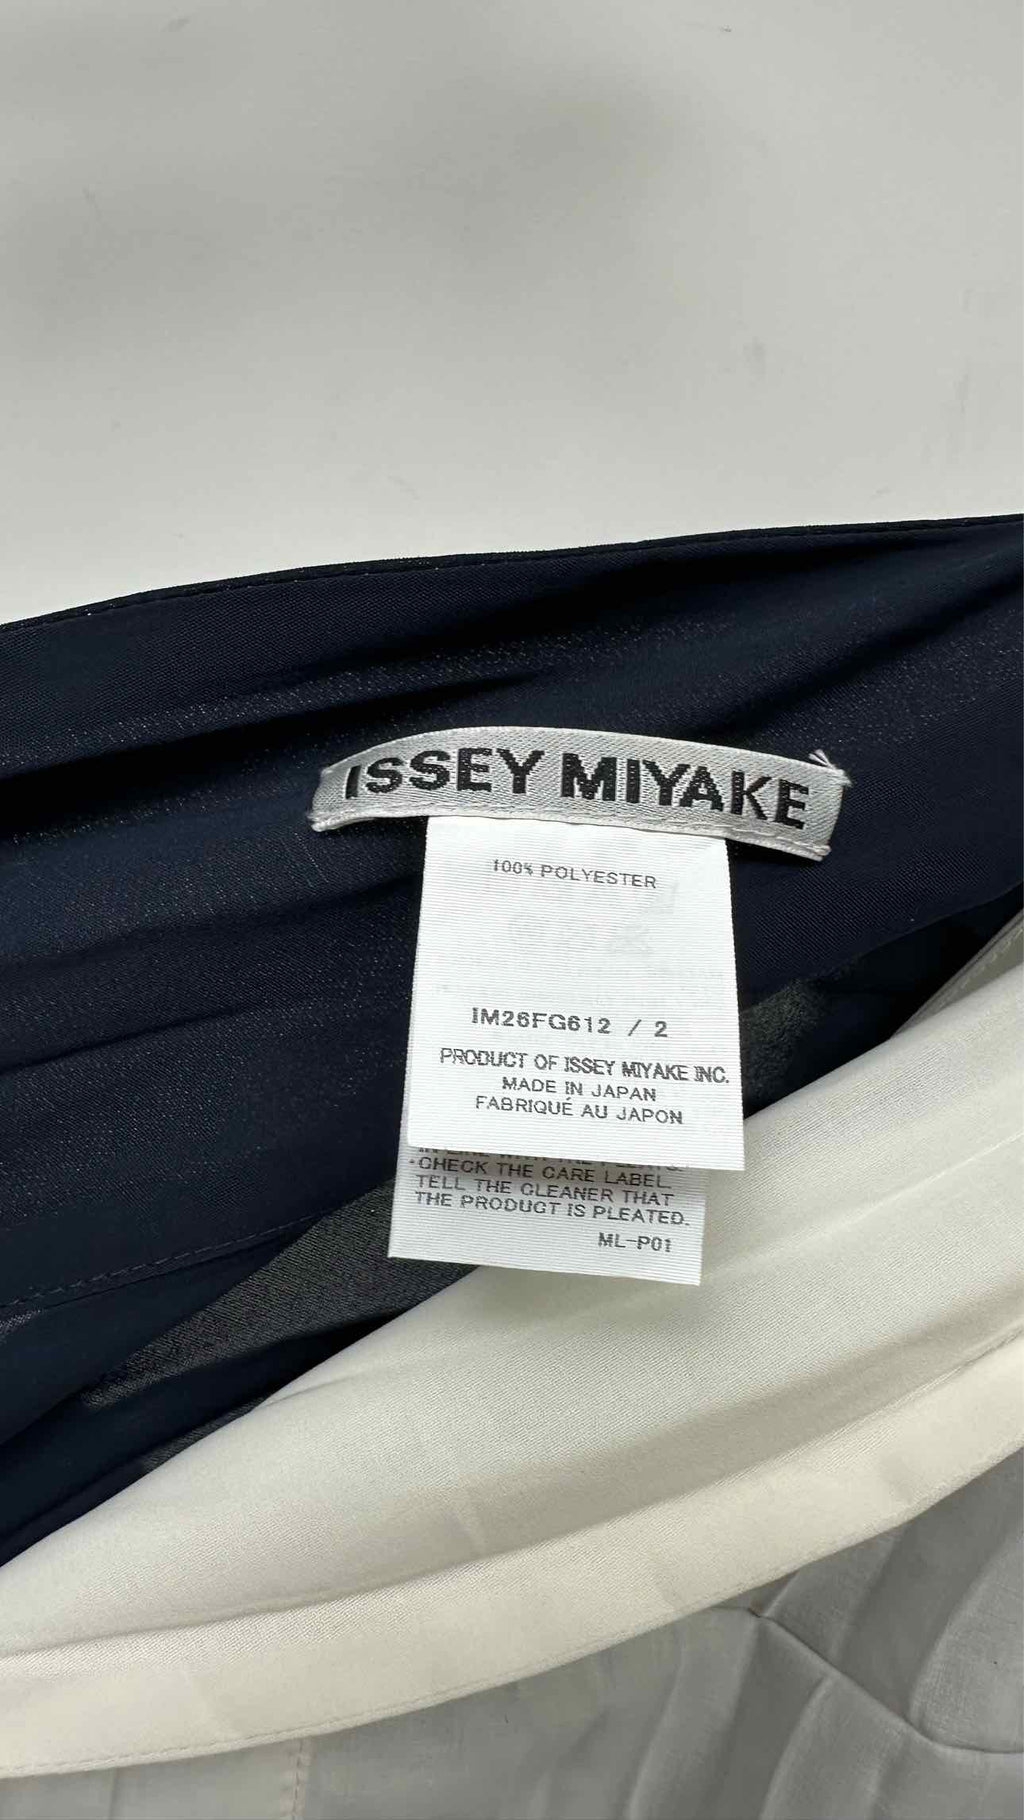 ISSEY MIYAKE
100% POLYESTER
IM26FG612 / 2
PRODUCT OF ISSEY MIYAKE INC.
MADE IN JAPAN
FABRIQUÉ AU JAPON
•CHECK THE CARE LABEL.
TELL THE CLEANER THAT
THE PRODUCT IS PLEATED.
ML-P01